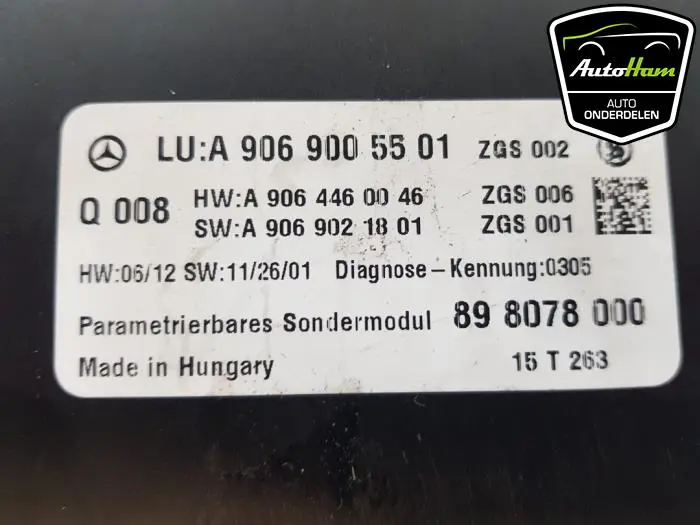 AutoHam
AUTO
ONDERDELEN
LU:A 906 900 55 01 ZGS 002
Q 008 HW:A 906 446 00 46 ZGS 006
SW:A 906 902 18 01 ZGS 001
HW:06/12 SW:11/26/01 Diagnose-Kennung:0305
Parametrierbares Sondermodul 89 8078 000
Made in Hungary 15 T 263